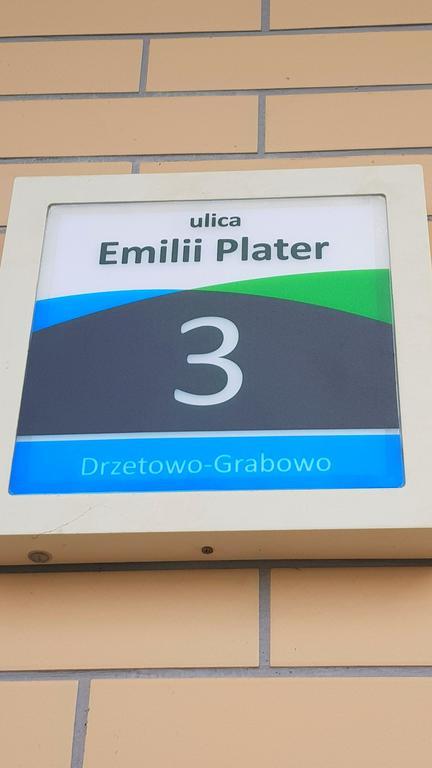 ulica
Emilii Plater
3
Drzetowo-Grabowo